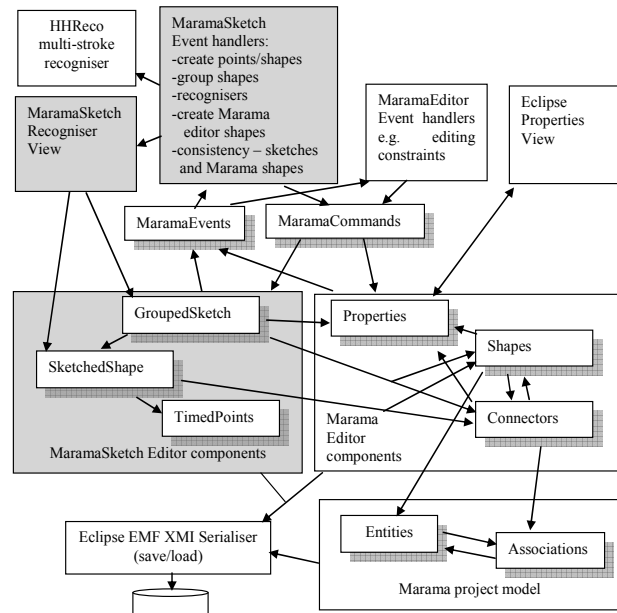 HHReco
multi-stroke
recogniser
MaramaSketch
Event handlers:
-create points/shapes
-group shapes
-recognisers
-create Marama
editor shapes
-consistency – sketches
and Marama shapes
MaramaSketch
Recogniser
View
MaramaEditor
Event handlers
e.g. editing
constraints
Eclipse
Properties
View
MaramaEvents
MaramaCommands
GroupedSketch
SketchedShape
TimedPoints
MaramaSketch Editor components
Properties
Shapes
Connectors
Marama
Editor
components
Eclipse EMF XMI Serialiser
(save/load)
Entities
Associations
Marama project model